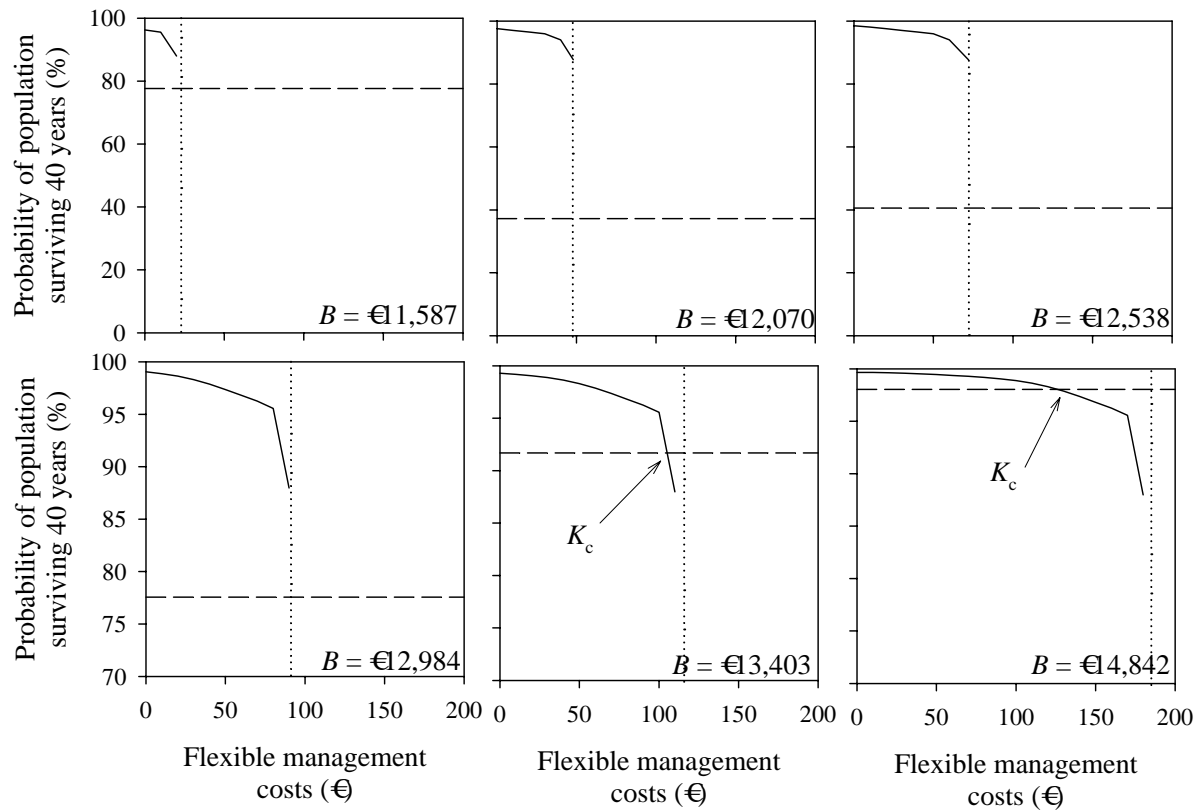 Probability of population
surviving 40 years (%)
100
80
60
40
20
0
B = €11,587
B = €12,070
B = €12,538
Probability of population
surviving 40 years (%)
100
95
90
85
80
75
70
B = €12,984
Kc
B = €13,403
Kc
B = €14,842
0 50 100 150 200
0 50 100 150 200
0 50 100 150 200
Flexible management
costs (€)
Flexible management
costs (€)
Flexible management
costs (€)